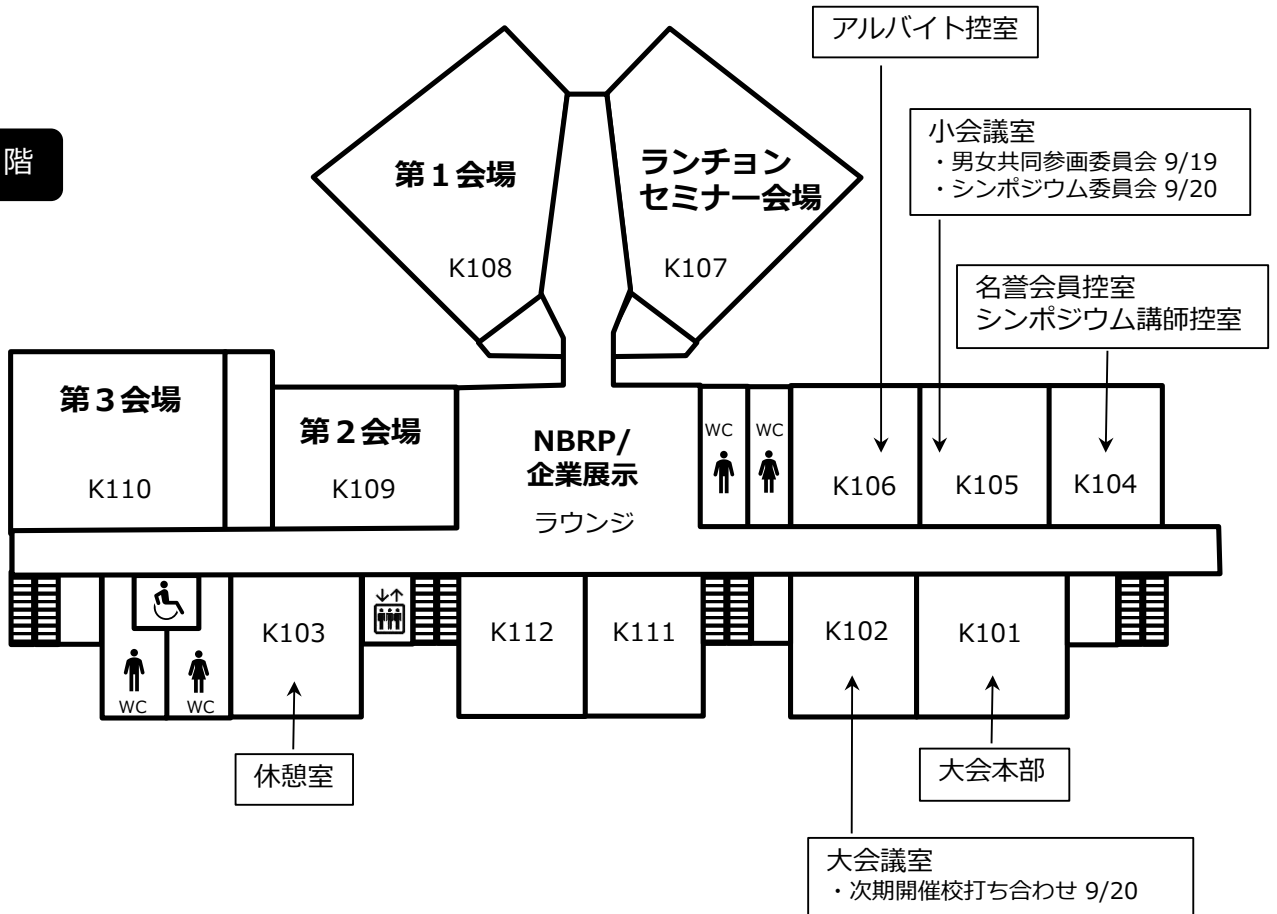 アルバイト控室
階
小会議室
・男女共同参画委員会 9/19
・シンポジウム委員会 9/20
第１会場
K108
ランチョン
セミナー会場
K107
名誉会員控室
シンポジウム講師控室
第３会場
K110
第２会場
K109
NBRP/
企業展示
ラウンジ
WC
WC
K106
K105
K104
K103
K112
K111
K102
K101
WC
WC
休憩室
大会本部
大会議室
・次期開催校打ち合わせ 9/20